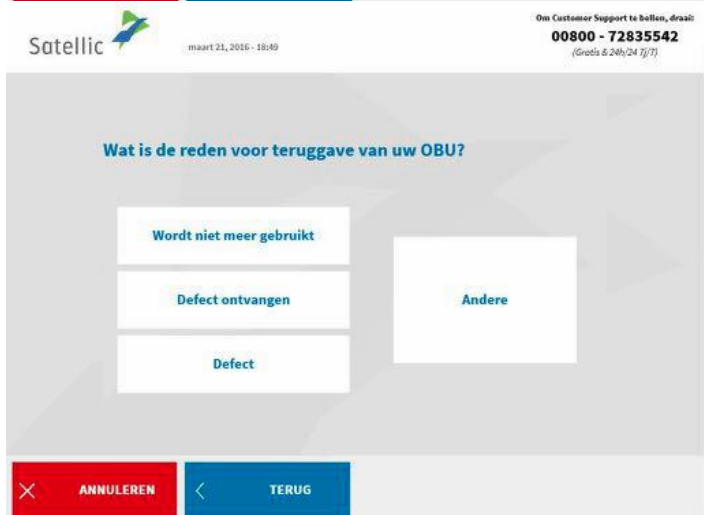 Satellic
maart 21, 2016 - 18:49
Om Customer Support te bellen, draai:
00800 - 72835542
(Gratis & 24h/24 7j/7)
Wat is de reden voor teruggave van uw OBU?
Wordt niet meer gebruikt
Defect ontvangen
Defect
Andere
ANNULEREN
TERUG